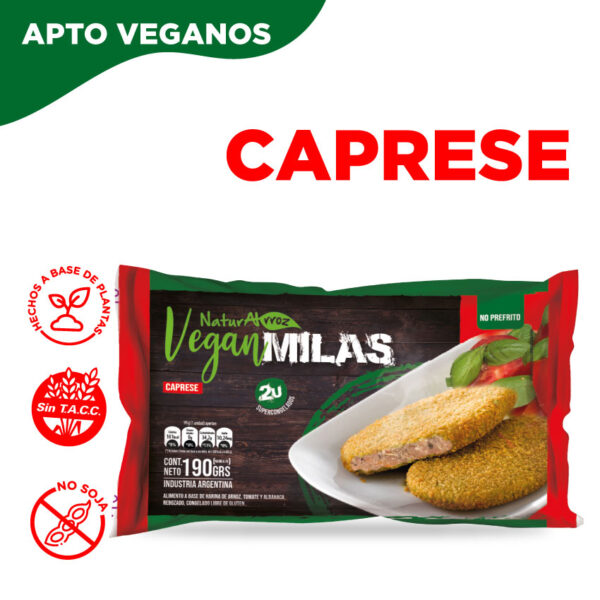 APTO VEGANOS
CAPRESE
HECHOS A BASE DE PLANTAS
Sin T.A.C.C.
NO SOJA
NaturArroz
Vegan MILAS
NO PREFRITO
CAPRESE
2U
SUPERCONGELADOS
CONT.
NETO 190 GRS
INDUSTRIA ARGENTINA
ALIMENTO A BASE DE HARINA DE ARROZ, TOMATE Y ALBAHACA,
REBOZADO, CONGELADO LIBRE DE GLUTEN.